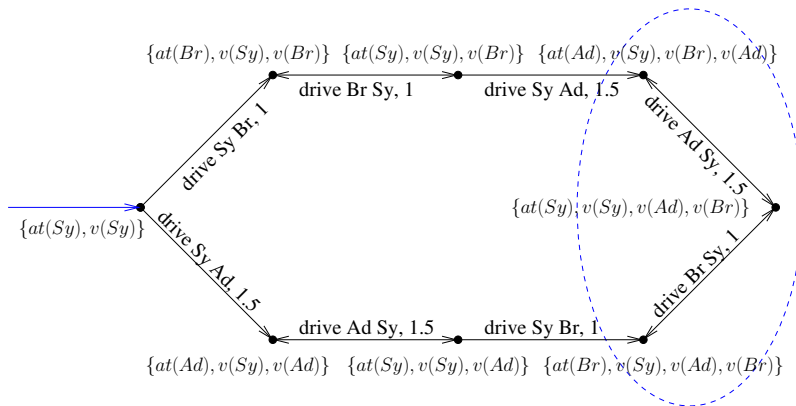 {at(Br), v(Sy), v(Br)} {at(Sy), v(Sy), v(Br)} {at(Ad), v(Sy), v(Br), v(Ad)}
drive Br Sy, 1
drive Sy Ad, 1.5
drive Sy Br, 1
drive Ad Sy, 1.5
{at(Sy), v(Sy)}
{at(Sy), v(Sy), v(Ad), v(Br)}
drive Sy Ad, 1.5
drive Br Sy, 1
drive Ad Sy, 1.5
drive Sy Br, 1
{at(Ad), v(Sy), v(Ad)} {at(Sy), v(Sy), v(Ad)} {at(Br), v(Sy), v(Ad), v(Br)}